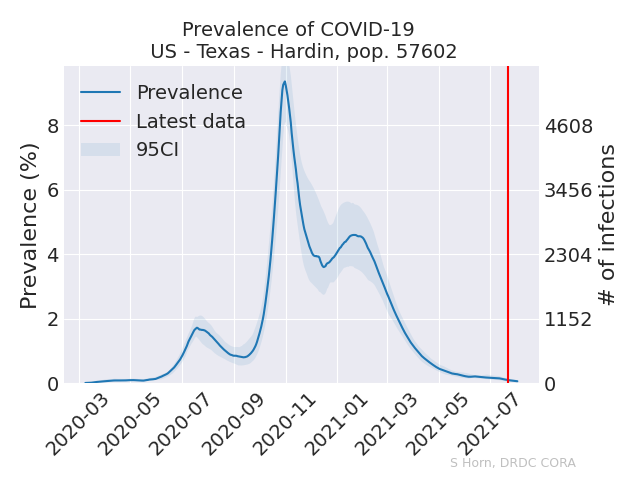 Prevalence of COVID-19
US - Texas - Hardin, pop. 57602
Prevalence
Latest data
95CI
Prevalence (%)
8
6
4
2
0
# of infections
4608
3456
2304
1152
0
2020-03
2020-05
2020-07
2020-09
2020-11
2021-01
2021-03
2021-05
2021-07
S Horn, DRDC CORA